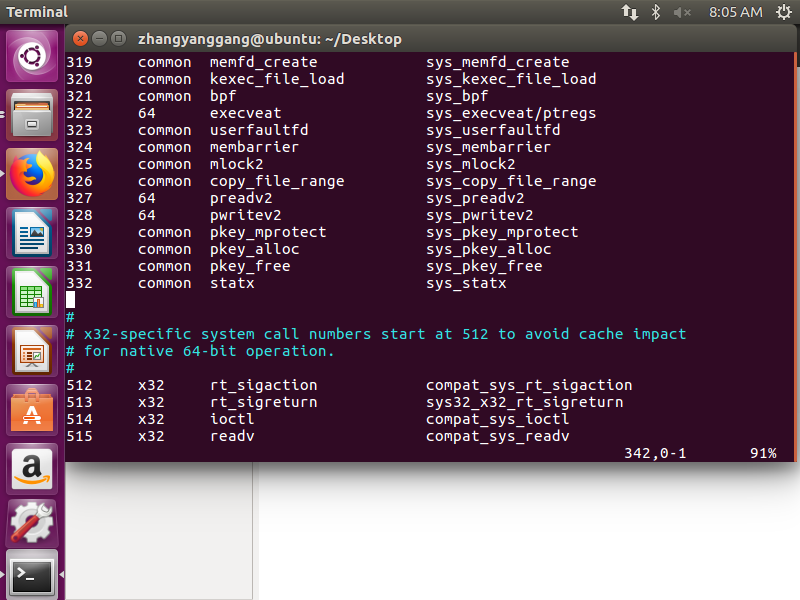 Terminal
8:05 AM
zhangyanggang@ubuntu: ~/Desktop
319 common memfd_create sys_memfd_create
320 common kexec_file_load sys_kexec_file_load
321 common bpf sys_bpf
322 64 execveat sys_execveat/ptregs
323 common userfaultfd sys_userfaultfd
324 common membarrier sys_membarrier
325 common mlock2 sys_mlock2
326 common copy_file_range sys_copy_file_range
327 64 preadv2 sys_preadv2
328 64 pwritev2 sys_pwritev2
329 common pkey_mprotect sys_pkey_mprotect
330 common pkey_alloc sys_pkey_alloc
331 common pkey_free sys_pkey_free
332 common statx sys_statx
#
# x32-specific system call numbers start at 512 to avoid cache impact
# for native 64-bit operation.
#
512 x32 rt_sigaction compat_sys_rt_sigaction
513 x32 rt_sigreturn sys32_x32_rt_sigreturn
514 x32 ioctl compat_sys_ioctl
515 x32 readv compat_sys_readv
342,0-1 91%